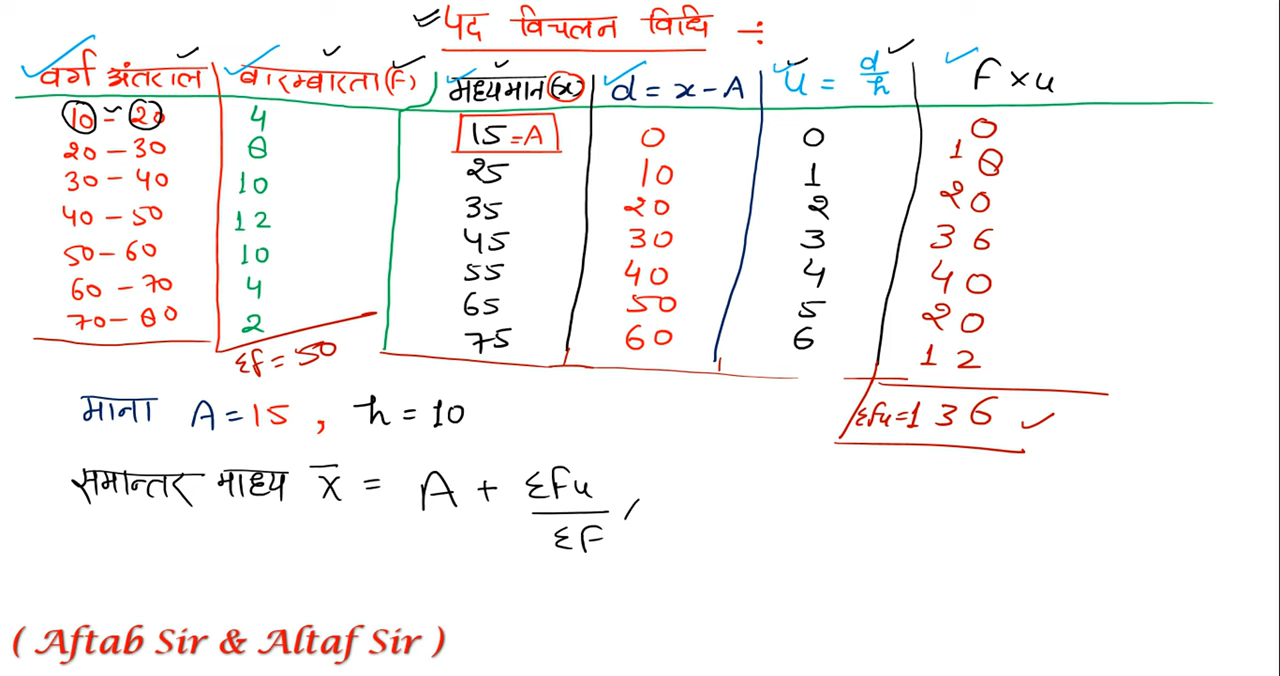 पद विचलन विधि :-
वर्ग अंतराल बारम्बारता (F) मध्यमान (x) d = x - A u = d/h F × u
10 - 20 4 15 = A 0 0 0
20 - 30 8 25 10 1 18
30 - 40 10 35 20 2 20
40 - 50 12 45 30 3 36
50 - 60 10 55 40 4 40
60 - 70 4 65 50 5 20
70 - 80 2 75 60 6 12
Σf = 50
Σfu = 136
माना A = 15 , h = 10
समान्तर माध्य x̄ = A + ΣFu/ΣF
( Aftab Sir & Altaf Sir )